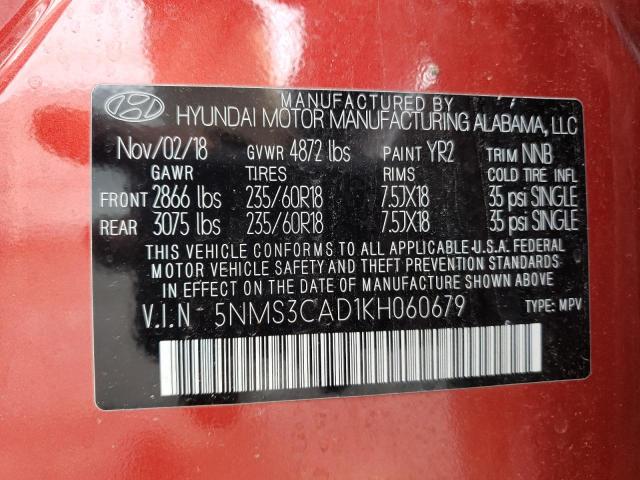 MANUFACTURED BY
HYUNDAI MOTOR MANUFACTURING ALABAMA, LLC
Nov/02/18 GVWR 4872 lbs PAINT YR2 TRIM NNB
GAWR TIRES RIMS COLD TIRE INFL
FRONT 2866 lbs 235/60R18 7.5JX18 35 psi SINGLE
REAR 3075 lbs 235/60R18 7.5JX18 35 psi SINGLE
THIS VEHICLE CONFORMS TO ALL APPLICABLE-U.S.A. FEDERAL
MOTOR VEHICLE SAFETY AND THEFT PREVENTION STANDARDS
IN EFFECT ON THE DATE OF MANUFACTURE SHOWN ABOVE.
V.I.N 5NMS3CAD1KH060679 TYPE: MPV